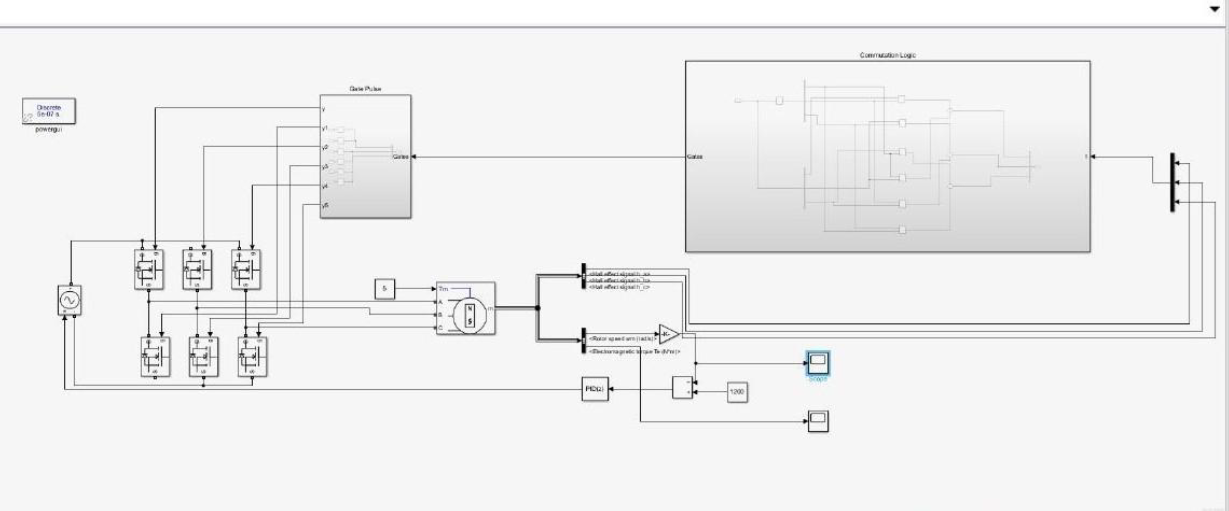 Commutation Logic
Gate Pulse
Discrete
5e-07 s.
powergui
y
y1
y2
y3
y4
y5
Gates
Gates
<Hall effect signal h_a>
<Hall effect signal h_b>
<Hall effect signal h_c>
5
Tm
A
B
C
m
N
S
<Rotor speed wm (rad/s)>
-K-
<Electromagnetic torque Te (N*m)>
Scope
PID(z)
1200